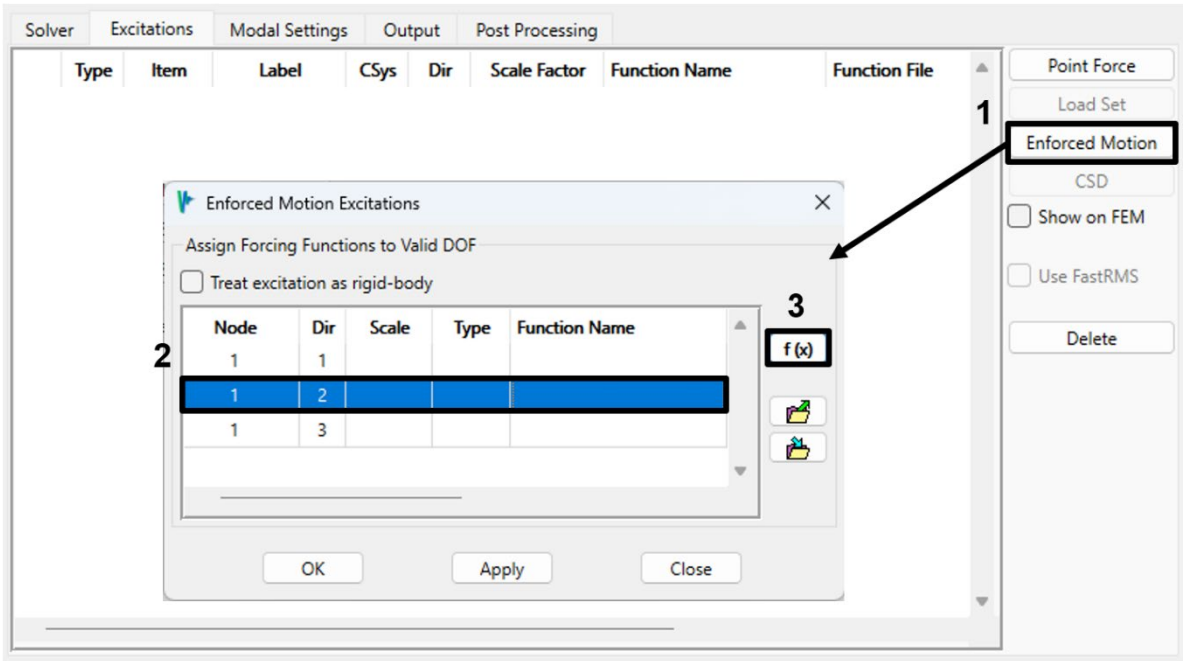 Solver Excitations Modal Settings Output Post Processing
Type Item Label CSys Dir Scale Factor Function Name Function File
Point Force
Load Set
1
Enforced Motion
CSD
Show on FEM
Use FastRMS
Delete
Enforced Motion Excitations
Assign Forcing Functions to Valid DOF
Treat excitation as rigid-body
Node Dir Scale Type Function Name
1 1
2
1 2
1 3
3
f (x)
OK Apply Close